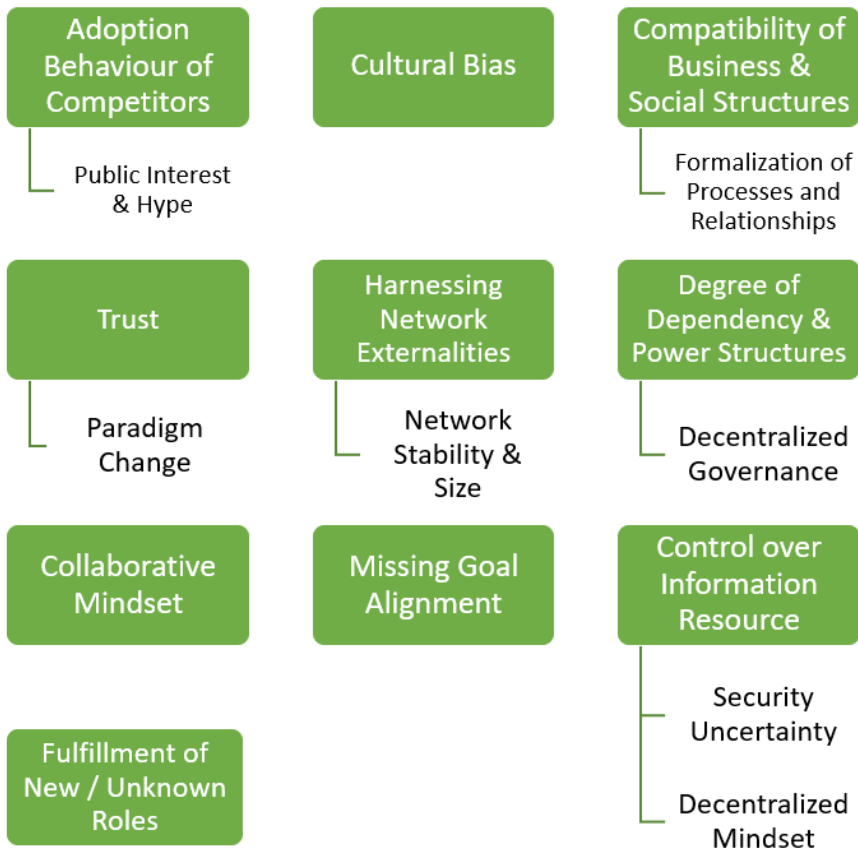 Adoption
Behaviour of
Competitors
Public Interest
& Hype
Cultural Bias
Compatibility of
Business &
Social Structures
Formalization of
Processes and
Relationships
Trust
Paradigm
Change
Harnessing
Network
Externalities
Network
Stability &
Size
Degree of
Dependency &
Power Structures
Decentralized
Governance
Collaborative
Mindset
Missing Goal
Alignment
Control over
Information
Resource
Security
Uncertainty
Decentralized
Mindset
Fulfillment of
New / Unknown
Roles